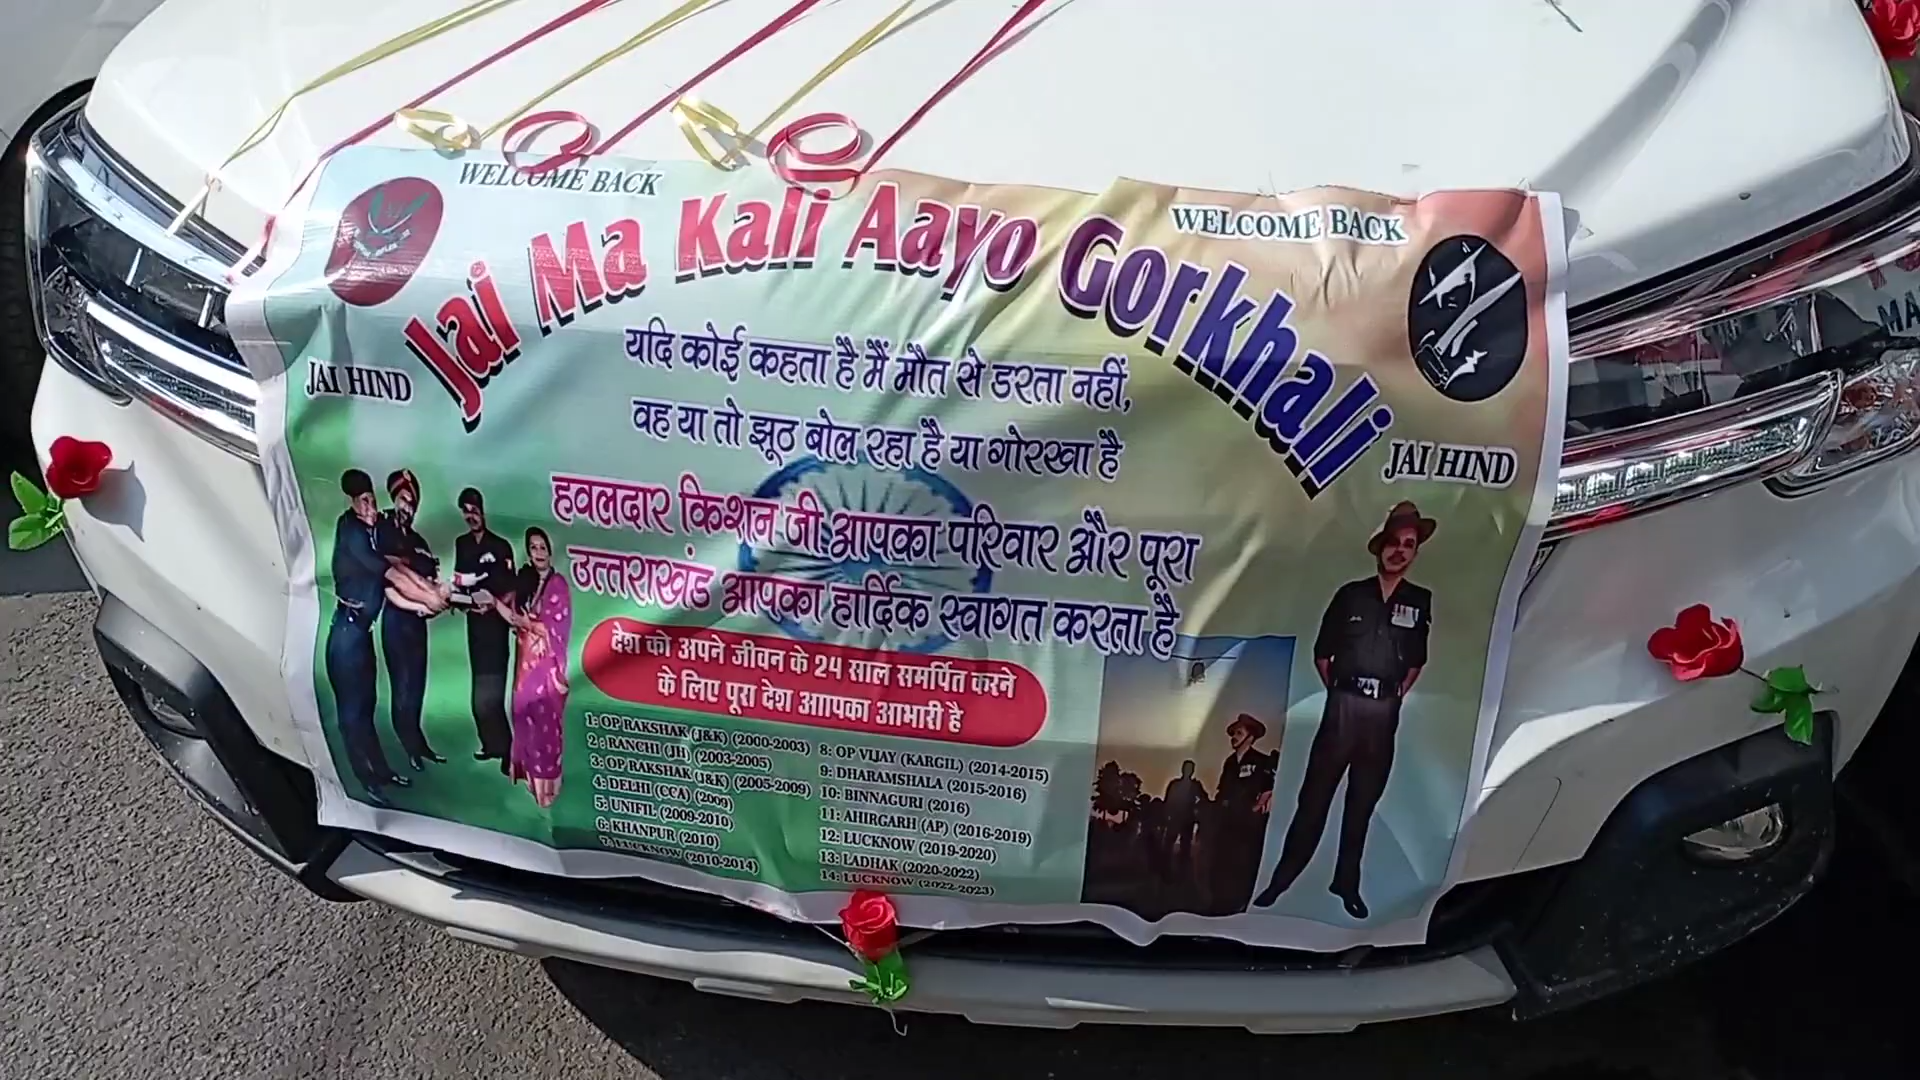 WELCOME BACK
WELCOME BACK
Jai Ma Kali Aayo Gorkhali
JAI HIND
JAI HIND
यदि कोई कहता है मैं मौत से डरता नहीं,
वह या तो झूठ बोल रहा है या गोरखा है
हवलदार किशन जी आपका परिवार और पूरा
उत्तराखंड आपका हार्दिक स्वागत करता है
देश को अपने जीवन के 24 साल समर्पित करने
के लिए पूरा देश आापका आभारी है
1: OP RAKSHAK (J&K) (2000-2003)
2 : RANCHI (JH) (2003-2005)
3: OP RAKSHAK (J&K) (2005-2009)
4: DELHI (CCA) (2009)
5: UNIFIL (2009-2010)
6: KHANPUR (2010)
7: LUCKNOW (2010-2014)
8: OP VIJAY (KARGIL) (2014-2015)
9: DHARAMSHALA (2015-2016)
10: BINNAGURI (2016)
11: AHIRGARH (AP) (2016-2019)
12: LUCKNOW (2019-2020)
13: LADHAK (2020-2022)
14: LUCKNOW (2022-2023)